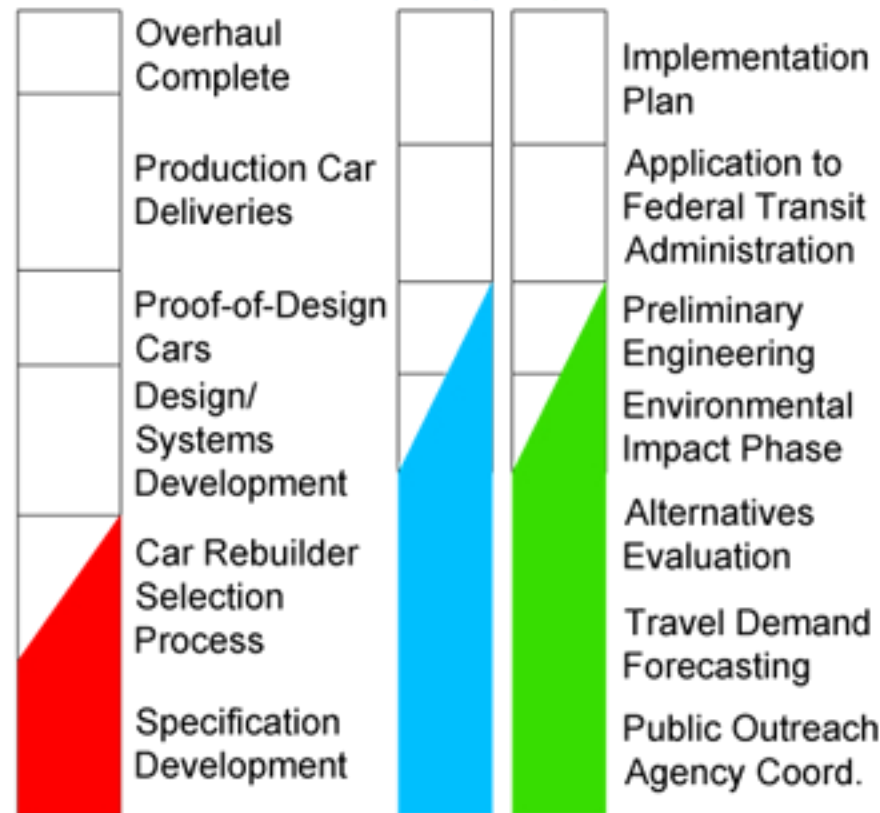 Overhaul
Complete
Production Car
Deliveries
Proof-of-Design
Cars
Design/
Systems
Development
Car Rebuilder
Selection
Process
Specification
Development
Implementation
Plan
Application to
Federal Transit
Administration
Preliminary
Engineering
Environmental
Impact Phase
Alternatives
Evaluation
Travel Demand
Forecasting
Public Outreach
Agency Coord.